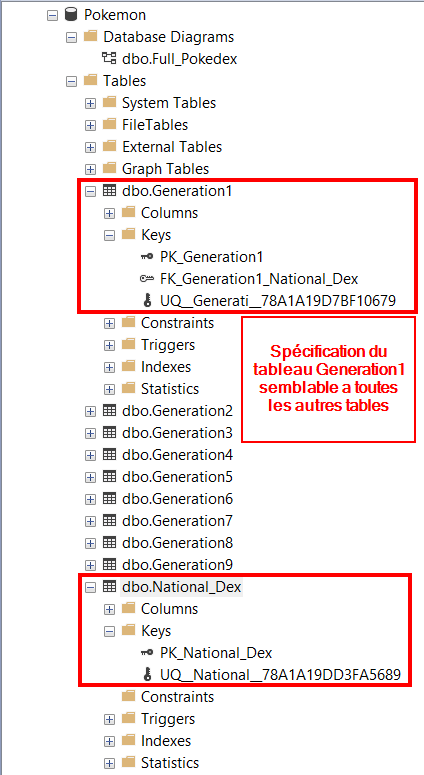 Pokemon
Database Diagrams
dbo.Full_Pokedex
Tables
System Tables
FileTables
External Tables
Graph Tables
dbo.Generation1
Columns
Keys
PK_Generation1
FK_Generation1_National_Dex
UQ__Generati__78A1A19D7BF10679
Constraints
Triggers
Indexes
Statistics
Spécification du
tableau Generation1
semblable a toutes
les autres tables
dbo.Generation2
dbo.Generation3
dbo.Generation4
dbo.Generation5
dbo.Generation6
dbo.Generation7
dbo.Generation8
dbo.Generation9
dbo.National_Dex
Columns
Keys
PK_National_Dex
UQ__National__78A1A19DD3FA5689
Constraints
Triggers
Indexes
Statistics